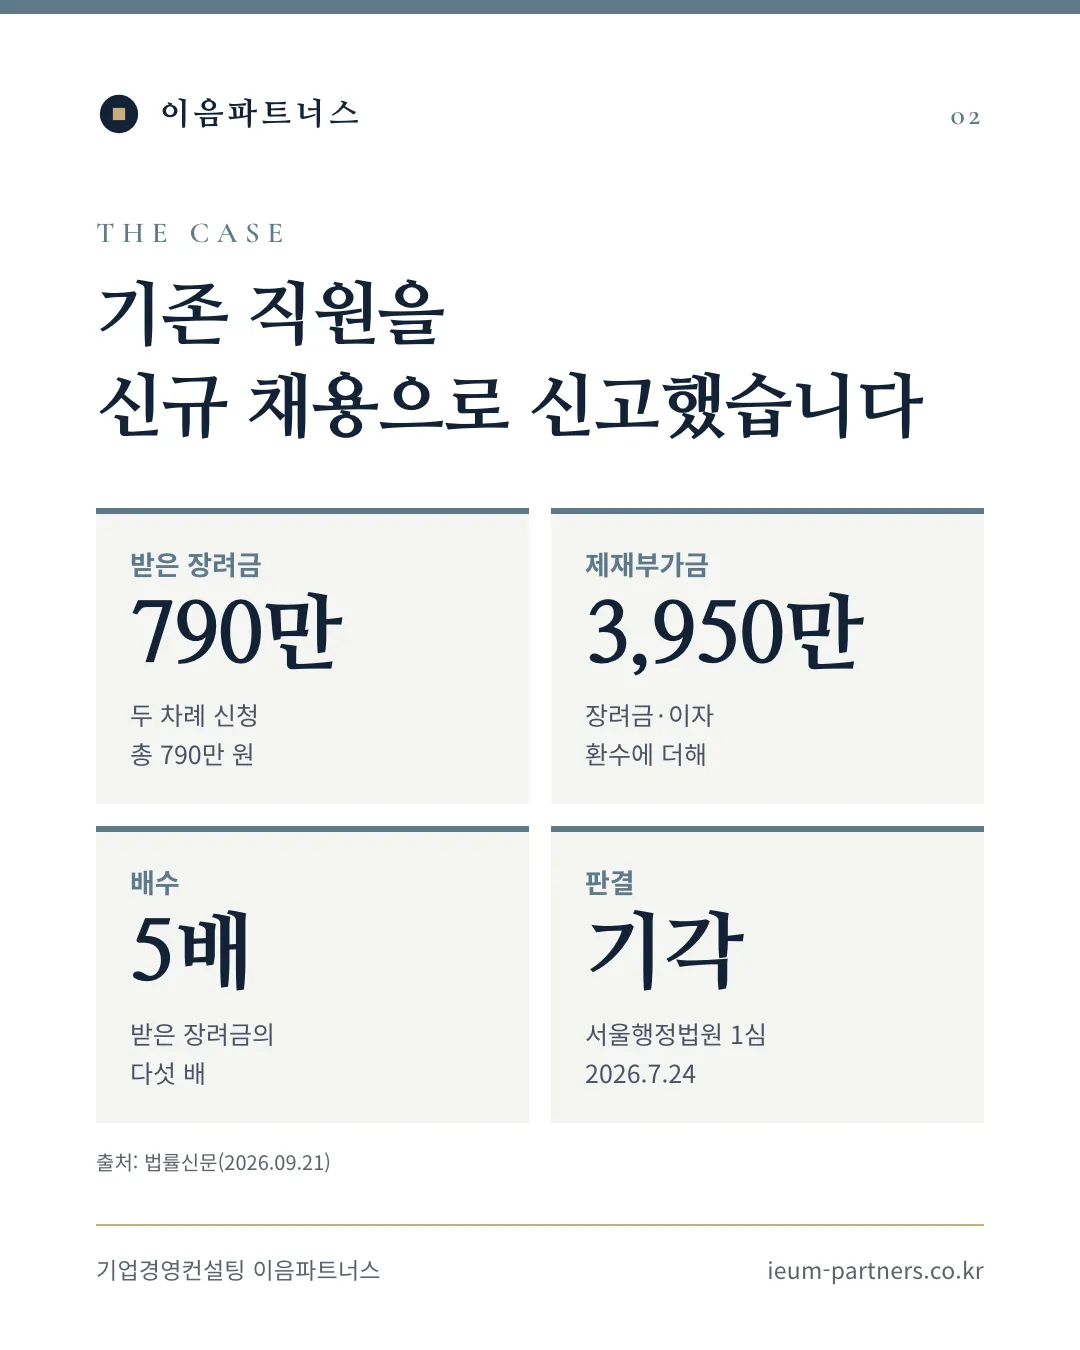 이음파트너스
02
THE CASE
기존 직원을
신규 채용으로 신고했습니다
받은 장려금
790만
두 차례 신청
총 790만 원
제재부가금
3,950만
장려금·이자
환수에 더해
배수
5배
받은 장려금의
다섯 배
판결
기각
서울행정법원 1심
2026.7.24
출처: 법률신문(2026.09.21)
기업경영컨설팅 이음파트너스
ieum-partners.co.kr